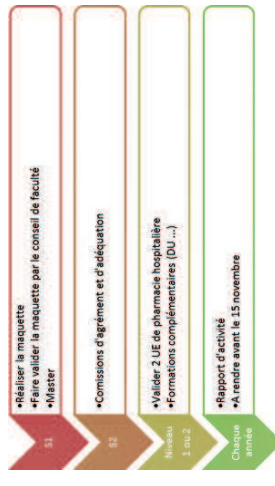 S1
•Réaliser la maquette
•Faire valider la maquette par le conseil de faculté
•Master
S2
•Comissions d'agrément et d'adéquation
Niveau
1 ou 2
•Valider 2 UE de pharmacie hospitalière
•Formations complémentaires (DU ...)
Chaque
année
•Rapport d'activité
•A rendre avant le 15 novembre